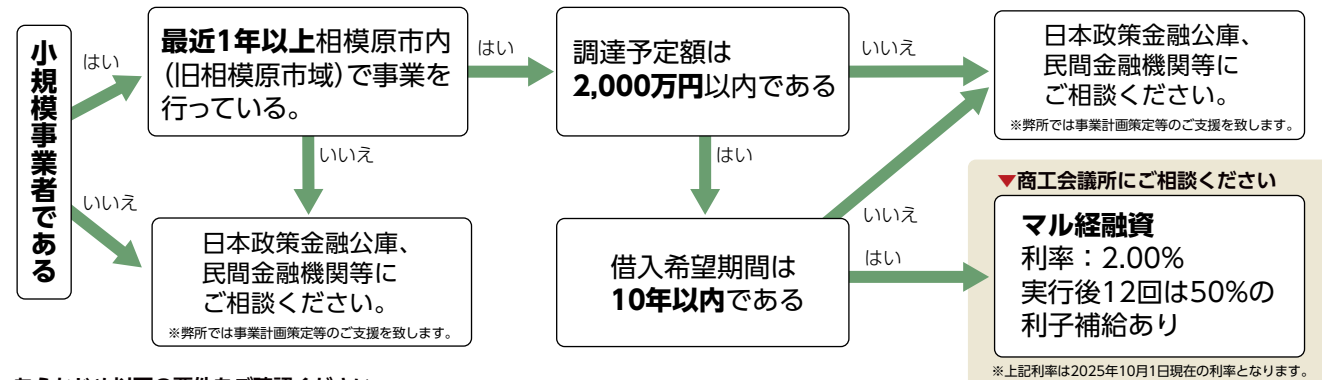 小規模事業者である
はい
いいえ
最近1年以上相模原市内
(旧相模原市域)で事業を
行っている。
はい
いいえ
日本政策金融公庫、
民間金融機関等に
ご相談ください。
※弊所では事業計画策定等のご支援を致します。
調達予定額は
2,000万円以内である
いいえ
はい
借入希望期間は
10年以内である
いいえ
はい
日本政策金融公庫、
民間金融機関等に
ご相談ください。
※弊所では事業計画策定等のご支援を致します。
▼商工会議所にご相談ください
マル経融資
利率：2.00%
実行後12回は50%の
利子補給あり
※上記利率は2025年10月1日現在の利率となります。